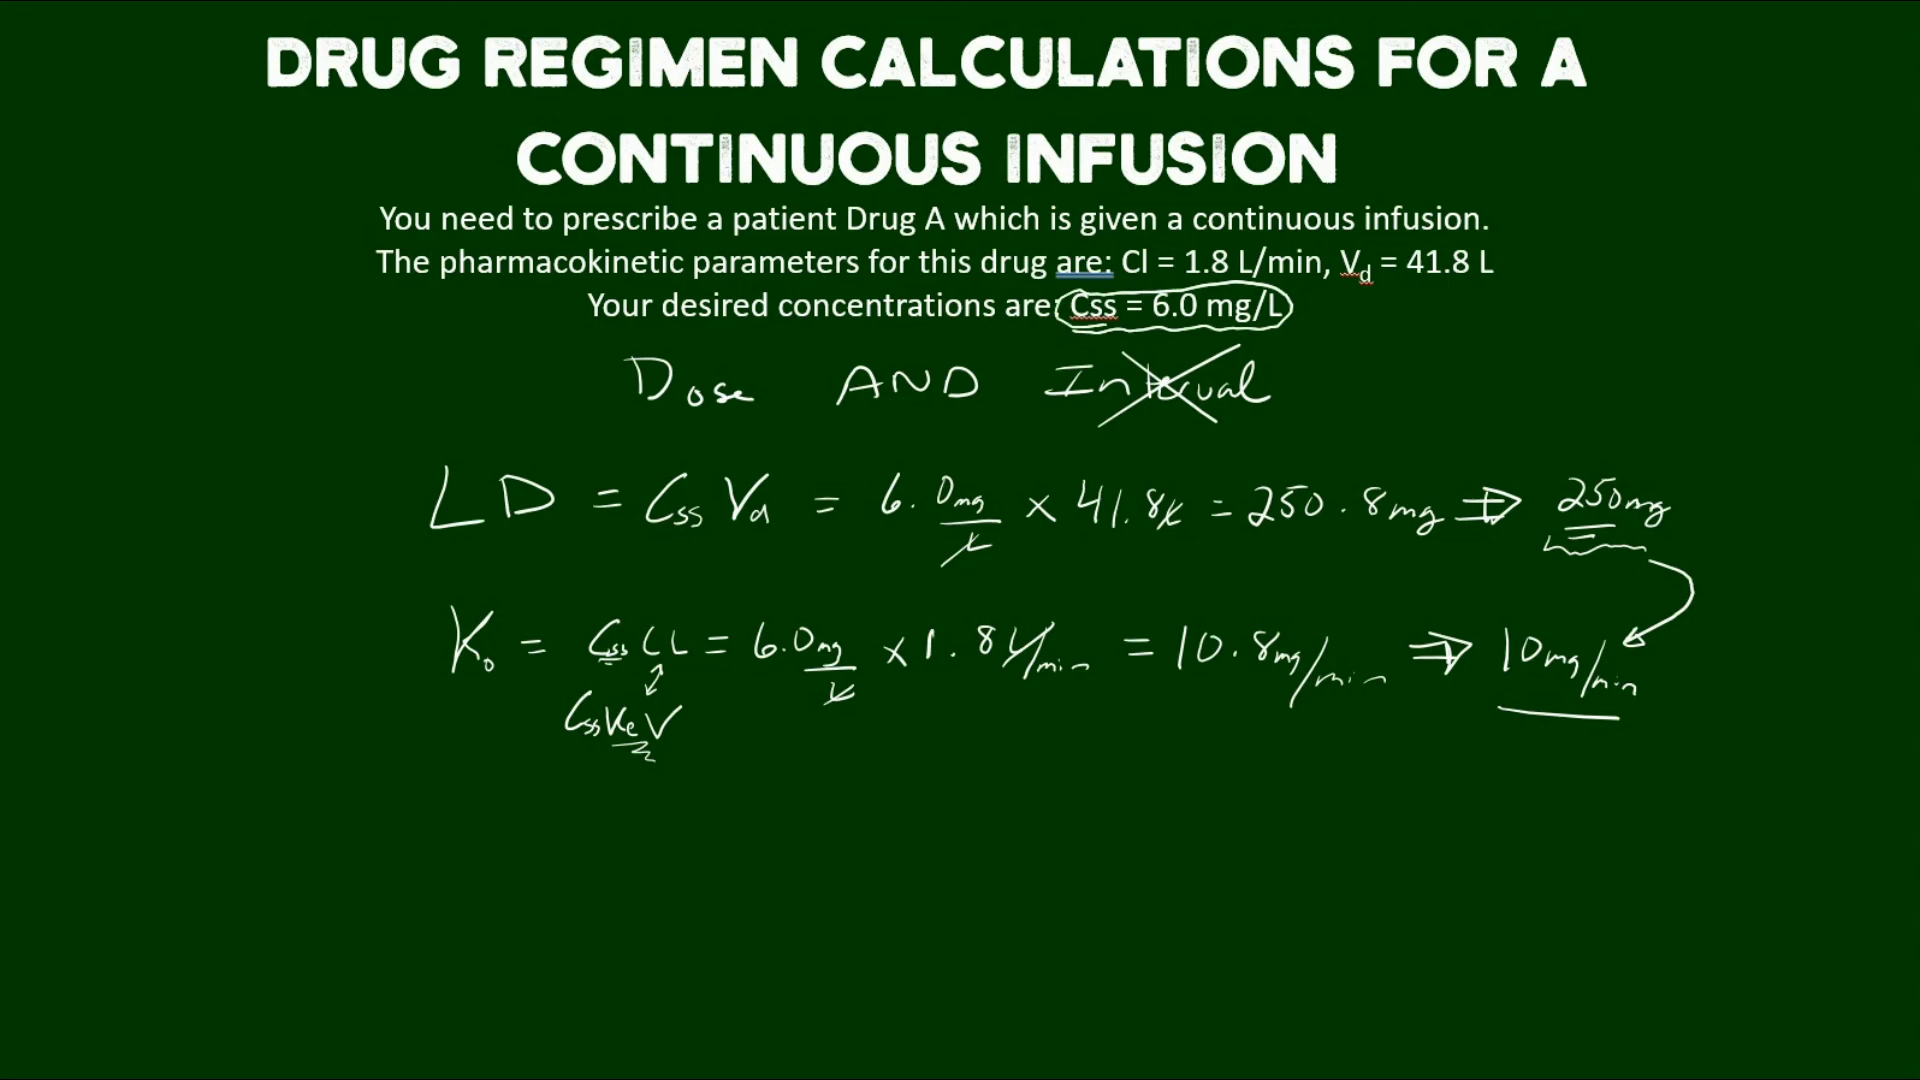 DRUG REGIMEN CALCULATIONS FOR A
CONTINUOUS INFUSION
You need to prescribe a patient Drug A which is given a continuous infusion.
The pharmacokinetic parameters for this drug are: Cl = 1.8 L/min, Vd = 41.8 L
Your desired concentrations are: Css = 6.0 mg/L
Dose AND Interval
LD = Css Vd = 6.0 mg/L × 41.8 L = 250.8 mg ⇒ 250 mg
K₀ = Css CL = 6.0 mg/L × 1.8 L/min = 10.8 mg/min ⇒ 10 mg/min
Css Ke V